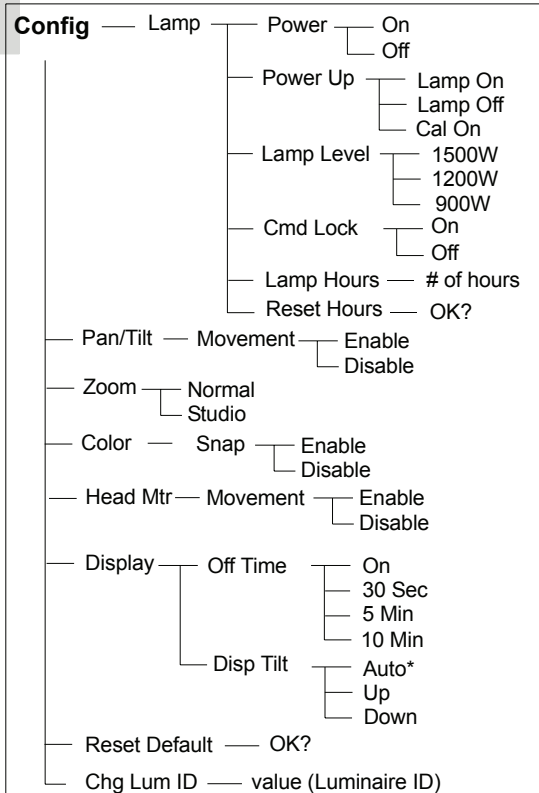 Config Lamp Power On
Off
Power Up Lamp On
Lamp Off
Cal On
Lamp Level 1500W
1200W
900W
Cmd Lock On
Off
Lamp Hours # of hours
Reset Hours OK?
Pan/Tilt Movement Enable
Disable
Zoom Normal
Studio
Color Snap Enable
Disable
Head Mtr Movement Enable
Disable
Display Off Time On
30 Sec
5 Min
10 Min
Disp Tilt Auto*
Up
Down
Reset Default OK?
Chg Lum ID value (Luminaire ID)